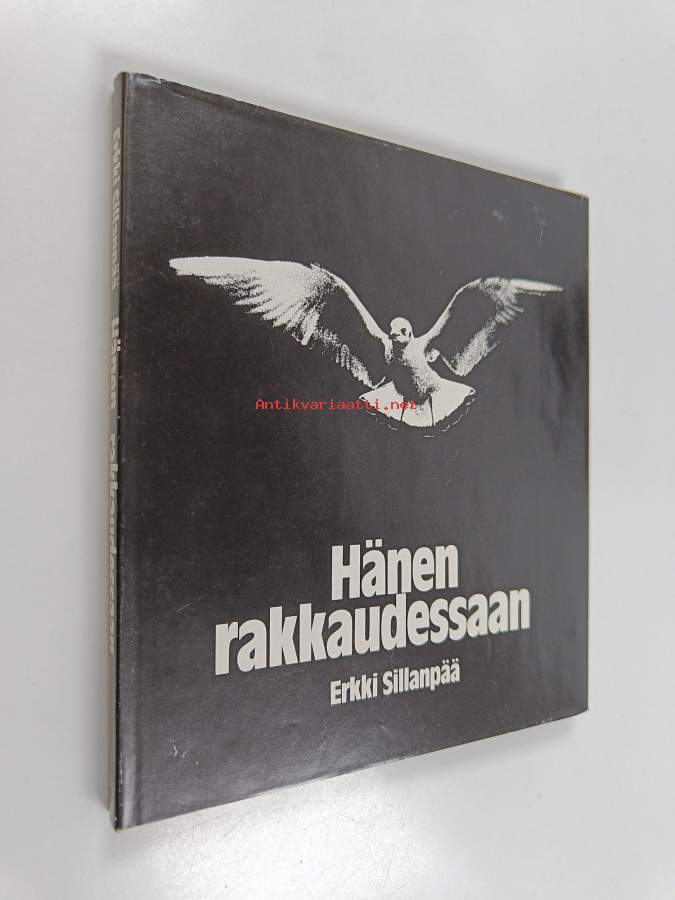 Erkki Sillanpää Hänen rakkaudessaan
Antikvariaatti.net
Hänen
rakkaudessaan
Erkki Sillanpää